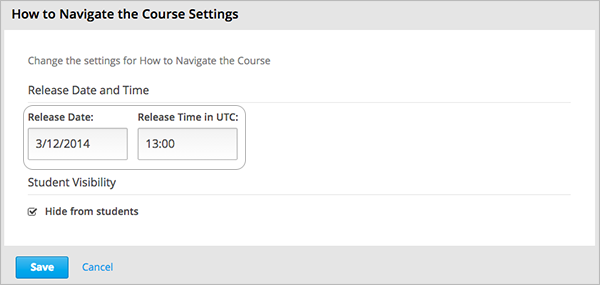 How to Navigate the Course Settings
Change the settings for How to Navigate the Course
Release Date and Time
Release Date: Release Time in UTC:
3/12/2014 13:00
Student Visibility
Hide from students
Save Cancel